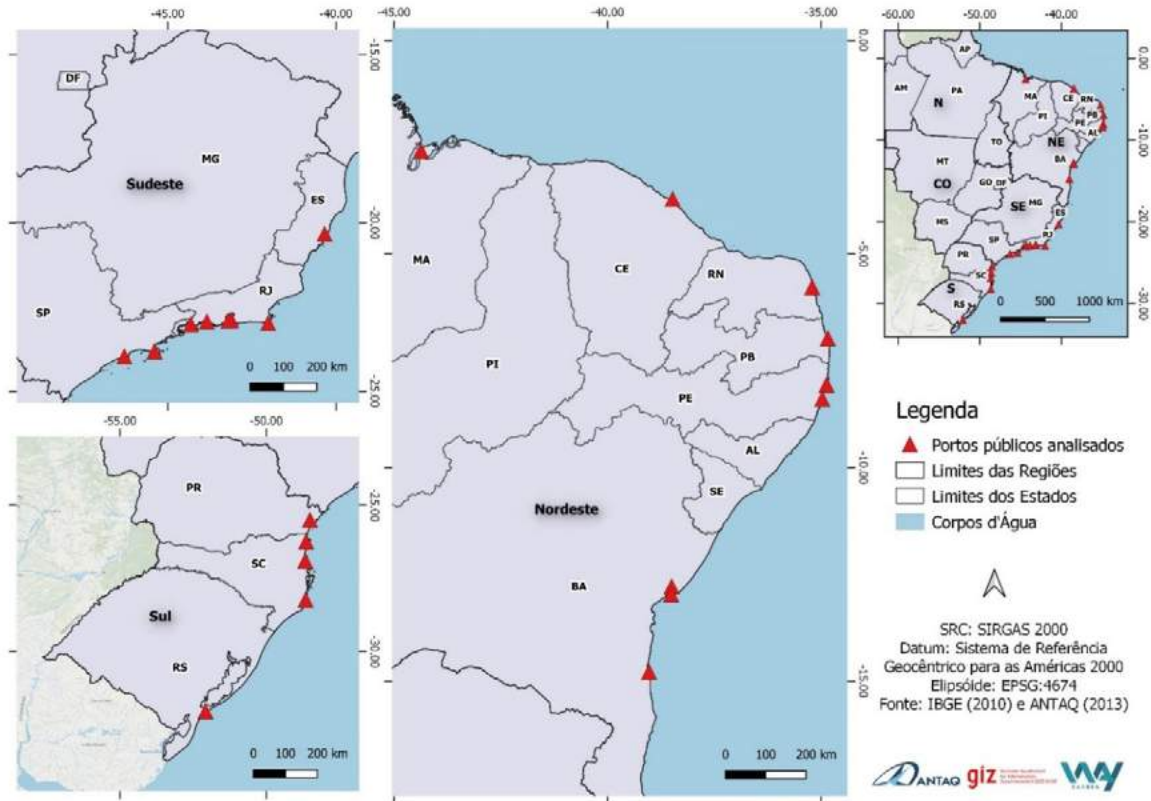 -45.00
-40.00
-15.00
-20.00
-25.00
DF
MG
Sudeste
ES
RJ
SP
0 100 200 km
-55.00
-50.00
-25.00
-30.00
PR
SC
Sul
RS
0 100 200 km
-45.00
-40.00
-35.00
-0.00
-5.00
-10.00
-15.00
MA
CE
RN
PI
PB
PE
AL
SE
Nordeste
BA
0 100 200 km
-60.00
-50.00
-40.00
-0.00
-10.00
-20.00
-30.00
AP
AM
PA
MA
CE
RN
N
PI
PB
PE
AL
TO
NE
MT
BA
CO
GO
DF
MG
SE
ES
MS
SP
RJ
PR
SC
S
RS
0 500 1000 km
Legenda
Portos públicos analisados
Limites das Regiões
Limites dos Estados
Corpos d'Água
SRC: SIRGAS 2000
Datum: Sistema de Referência
Geocêntrico para as Américas 2000
Elipsóide: EPSG:4674
Fonte: IBGE (2010) e ANTAQ (2013)
ANTAQ
giz
WAY
CARBON